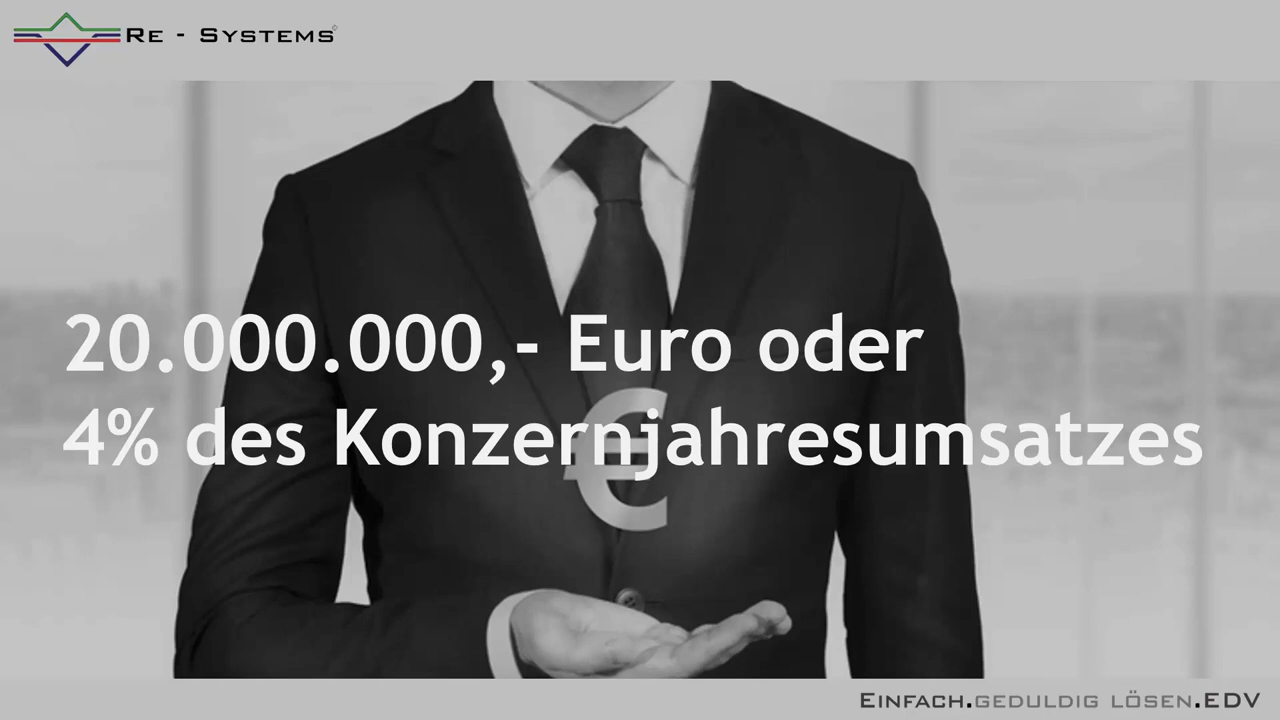 Re - Systems
20.000.000,- Euro oder
4% des Konzernjahresumsatzes
€
Einfach.geduldig lösen.EDV